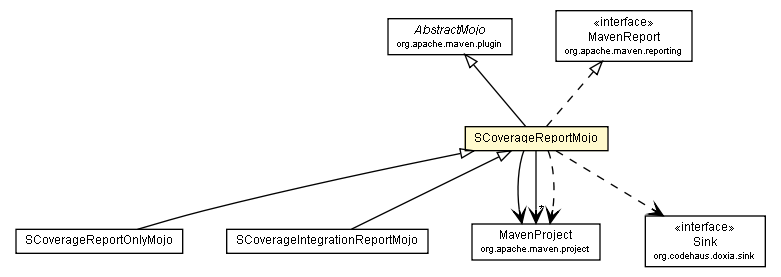 AbstractMojo
org.apache.maven.plugin
«interface»
MavenReport
org.apache.maven.reporting
SCoverageReportMojo
*
SCoverageReportOnlyMojo
SCoverageIntegrationReportMojo
MavenProject
org.apache.maven.project
«interface»
Sink
org.codehaus.doxia.sink